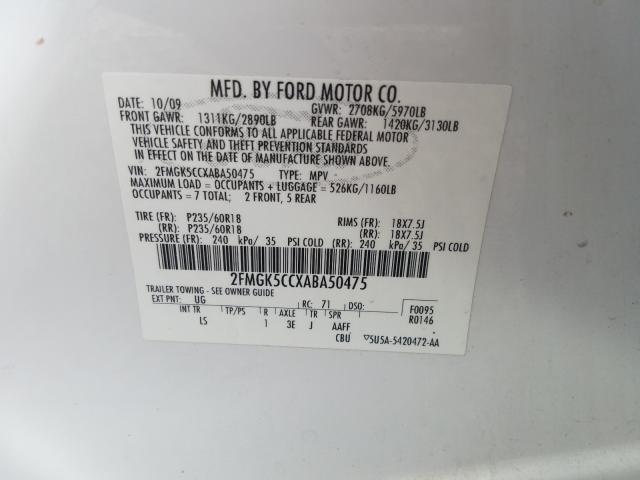 MFD. BY FORD MOTOR CO.
DATE: 10/09 GVWR: 2708KG/5970LB
FRONT GAWR: 1311KG/2890LB REAR GAWR: 1420KG/3130LB
THIS VEHICLE CONFORMS TO ALL APPLICABLE FEDERAL MOTOR
VEHICLE SAFETY AND THEFT PREVENTION STANDARDS
IN EFFECT ON THE DATE OF MANUFACTURE SHOWN ABOVE.
VIN: 2FMGK5CCXABA50475 TYPE: MPV
MAXIMUM LOAD = OCCUPANTS + LUGGAGE = 526KG/1160LB
OCCUPANTS = 7 TOTAL; 2 FRONT, 5 REAR
TIRE (FR): P235/60R18 RIMS (FR): 18X7.5J
(RR): P235/60R18 (RR): 18X7.5J
PRESSURE (FR): 240 kPa/ 35 PSI COLD (RR): 240 kPa/ 35 PSI COLD
2FMGK5CCXABA50475
TRAILER TOWING - SEE OWNER GUIDE
EXT PNT: UG RC: 71 DSO: F0095
R0146
INT TR TP/PS R AXLE TR SPR
LS 1 3E J AAFF
CBU ▽5U5A-5420472-AA